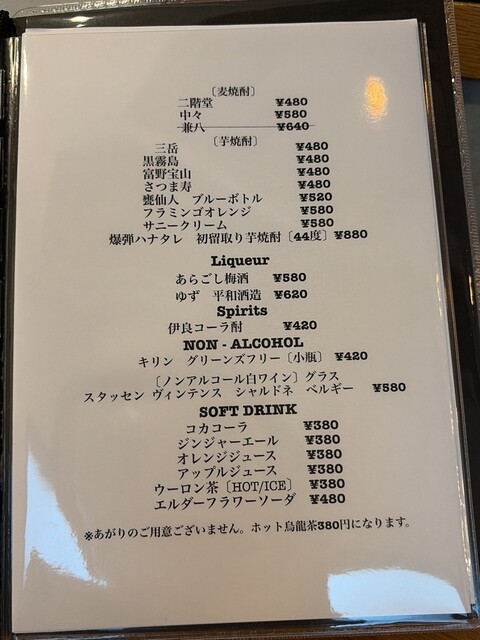 〔麦焼酎〕
二階堂 ¥480
中々 ¥580
兼八 ¥640
〔芋焼酎〕
三岳 ¥480
黒霧島 ¥480
富野宝山 ¥480
さつま寿 ¥480
甕仙人 ブルーボトル ¥520
フラミンゴオレンジ ¥580
サニークリーム ¥580
爆弾ハナタレ 初留取り芋焼酎〔44度〕¥880
Liqueur
あらごし梅酒 ¥580
ゆず 平和酒造 ¥620
Spirits
伊良コーラ酎 ¥420
NON - ALCOHOL
キリン グリーンズフリー〔小瓶〕 ¥420
〔ノンアルコール白ワイン〕グラス
スタッセン ヴィンテンス シャルドネ ベルギー ¥580
SOFT DRINK
コカコーラ ¥380
ジンジャーエール ¥380
オレンジジュース ¥380
アップルジュース ¥380
ウーロン茶〔HOT/ICE〕 ¥380
エルダーフラワーソーダ ¥480
※あがりのご用意ございません。ホット烏龍茶380円になります。